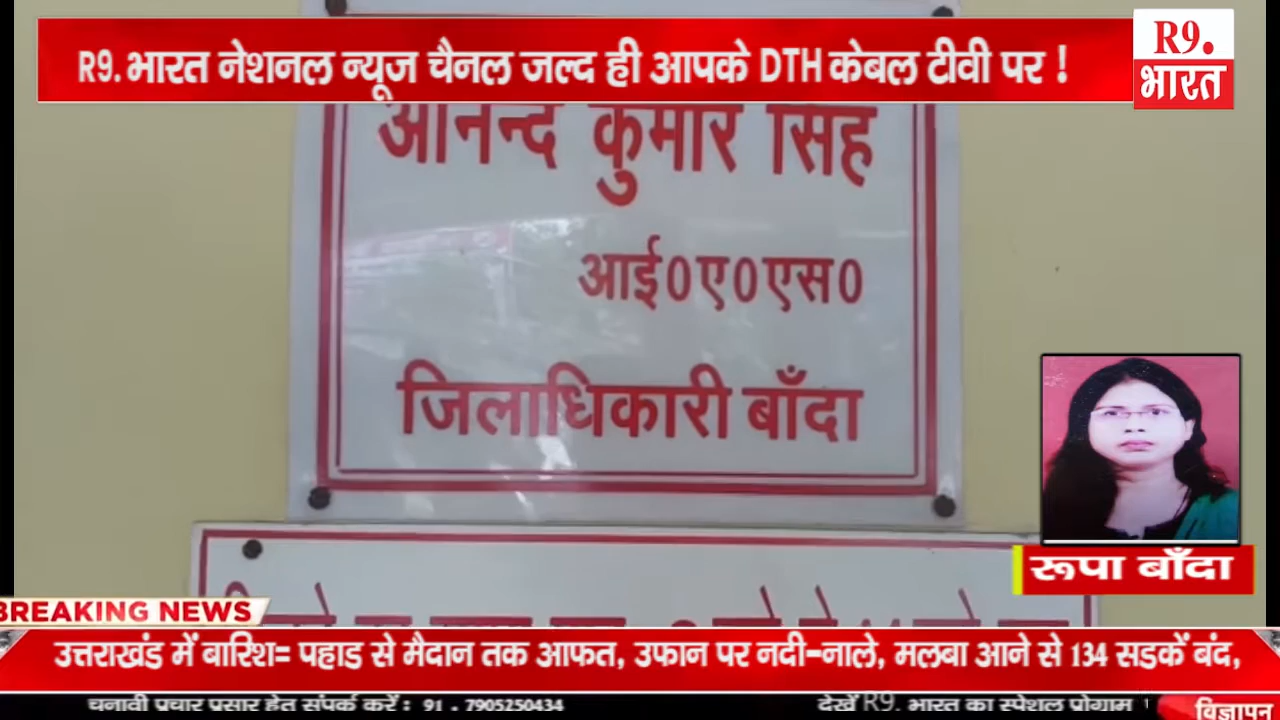 R9. भारत नेशनल न्यूज चैनल जल्द ही आपके DTH केबल टीवी पर !
R9.
भारत
आनन्द कुमार सिंह
आई0ए0एस0
जिलाधिकारी बाँदा
रूपा बाँदा
BREAKING NEWS
उत्तराखंड में बारिश= पहाड से मैदान तक आफत, उफान पर नदी-नाले, मलबा आने से 134 सडकें बंद,
चनावी प्रचार प्रसार हेतु संपर्क करें : 91 . 7905250434
देखें R9. भारत का स्पेशल प्रोगाम
विज्ञापन